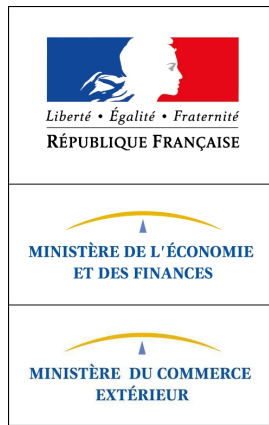 Liberté • Égalité • Fraternité
RÉPUBLIQUE FRANÇAISE
MINISTÈRE DE L'ÉCONOMIE
ET DES FINANCES
MINISTÈRE DU COMMERCE
EXTÉRIEUR